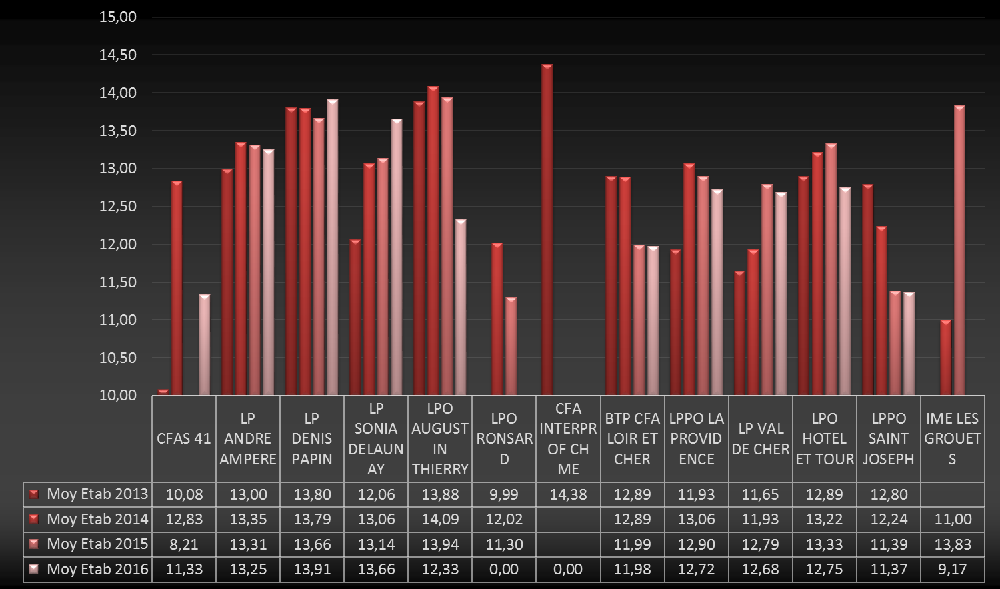 15,00
14,50
14,00
13,50
13,00
12,50
12,00
11,50
11,00
10,50
10,00
CFAS 41
LP
ANDRE
AMPERE
LP
DENIS
PAPIN
LP
SONIA
DELAUN
AY
LPO
AUGUST
IN
THIERRY
LPO
RONSAR
D
CFA
INTERPR
OF CH
ME
BTP CFA
LOIR ET
CHER
LPPO LA
PROVID
ENCE
LP VAL
DE CHER
LPO
HOTEL
ET TOUR
LPPO
SAINT
JOSEPH
IME LES
GROUET
S
Moy Etab 2013 10,08 13,00 13,80 12,06 13,88 9,99 14,38 12,89 11,93 11,65 12,89 12,80
Moy Etab 2014 12,83 13,35 13,79 13,06 14,09 12,02 12,89 13,06 11,93 13,22 12,24 11,00
Moy Etab 2015 8,21 13,31 13,66 13,14 13,94 11,30 11,99 12,90 12,79 13,33 11,39 13,83
Moy Etab 2016 11,33 13,25 13,91 13,66 12,33 0,00 0,00 11,98 12,72 12,68 12,75 11,37 9,17